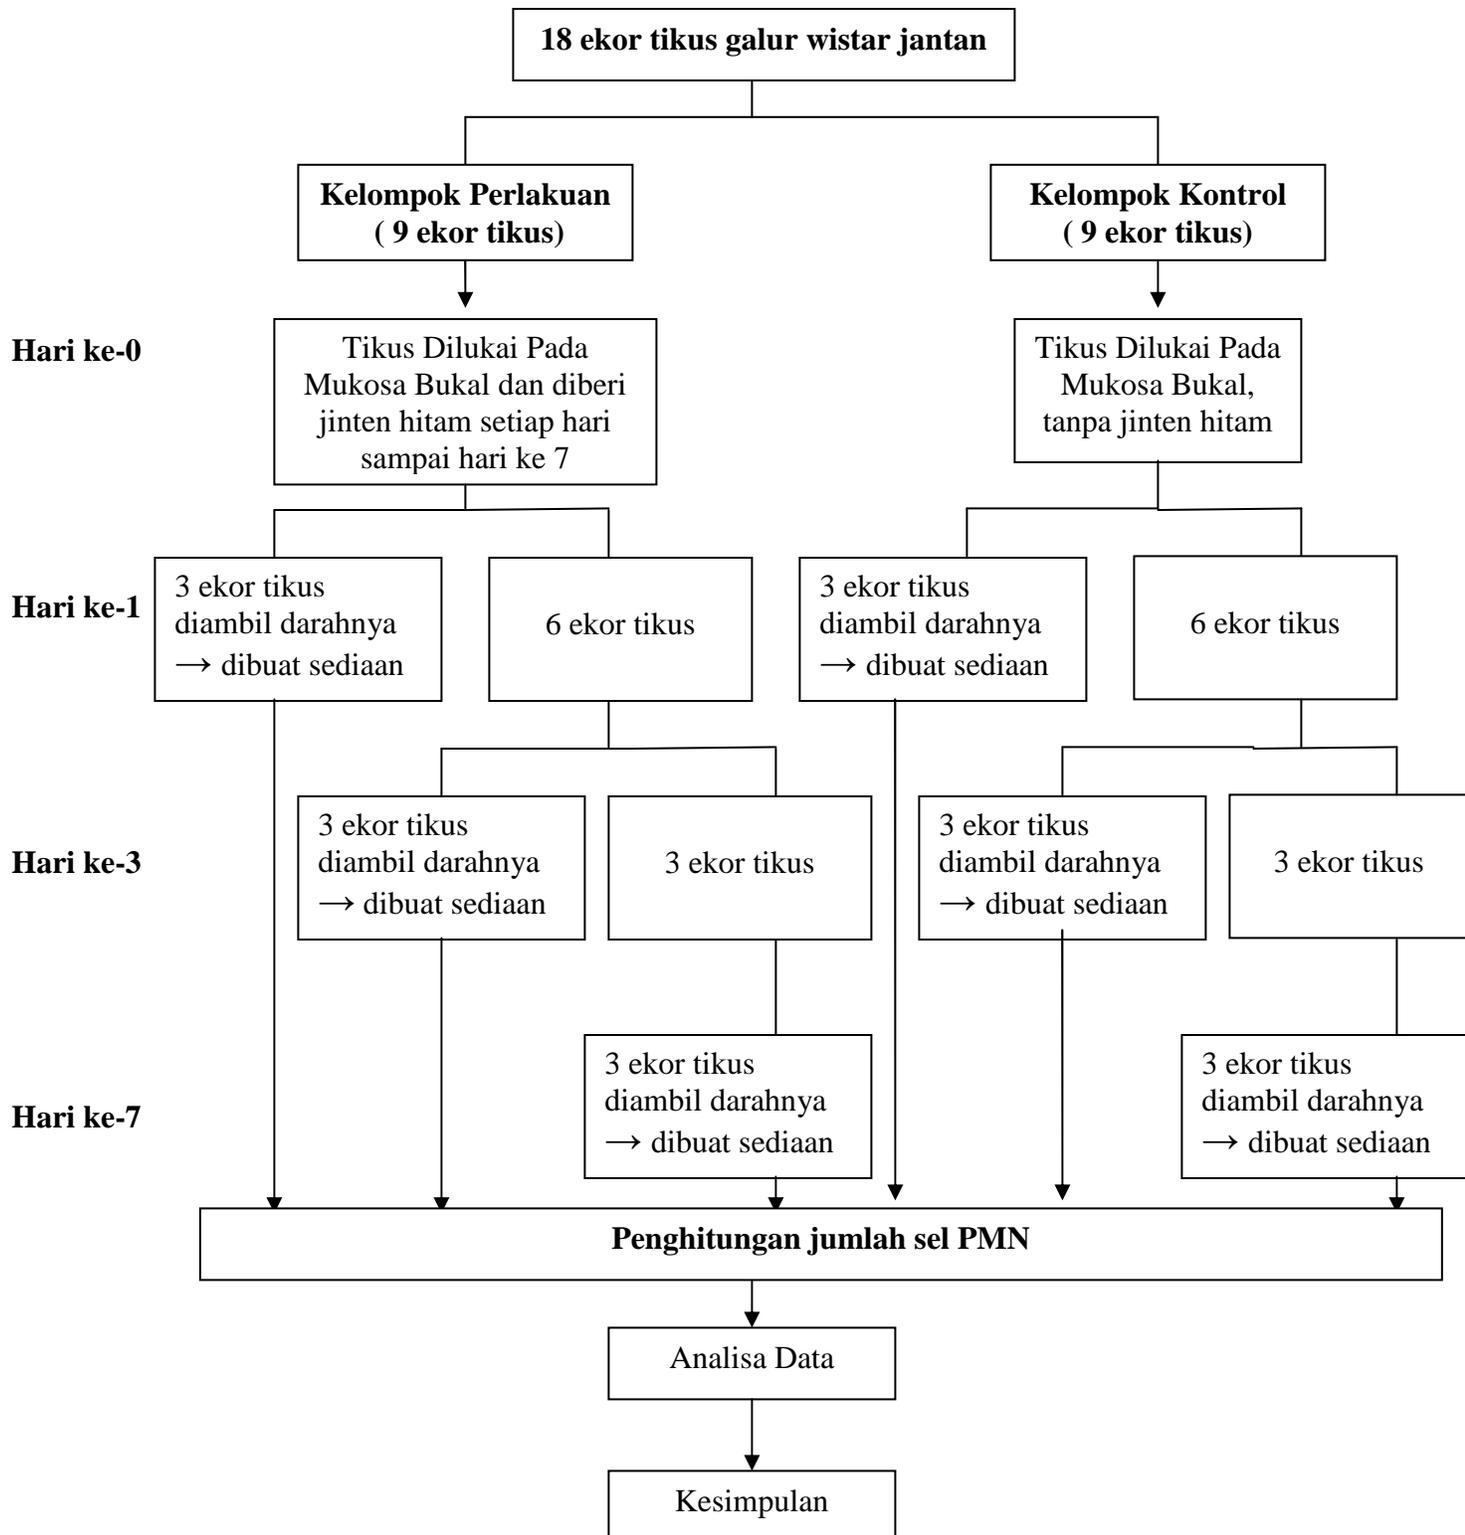 18 ekor tikus galur wistar jantan
Kelompok Perlakuan
( 9 ekor tikus)
Kelompok Kontrol
( 9 ekor tikus)
Hari ke-0
Tikus Dilukai Pada
Mukosa Bukal dan diberi
jinten hitam setiap hari
sampai hari ke 7
Tikus Dilukai Pada
Mukosa Bukal,
tanpa jinten hitam
Hari ke-1
3 ekor tikus
diambil darahnya
→ dibuat sediaan
6 ekor tikus
3 ekor tikus
diambil darahnya
→ dibuat sediaan
6 ekor tikus
Hari ke-3
3 ekor tikus
diambil darahnya
→ dibuat sediaan
3 ekor tikus
3 ekor tikus
diambil darahnya
→ dibuat sediaan
3 ekor tikus
Hari ke-7
3 ekor tikus
diambil darahnya
→ dibuat sediaan
3 ekor tikus
diambil darahnya
→ dibuat sediaan
Penghitungan jumlah sel PMN
Analisa Data
Kesimpulan